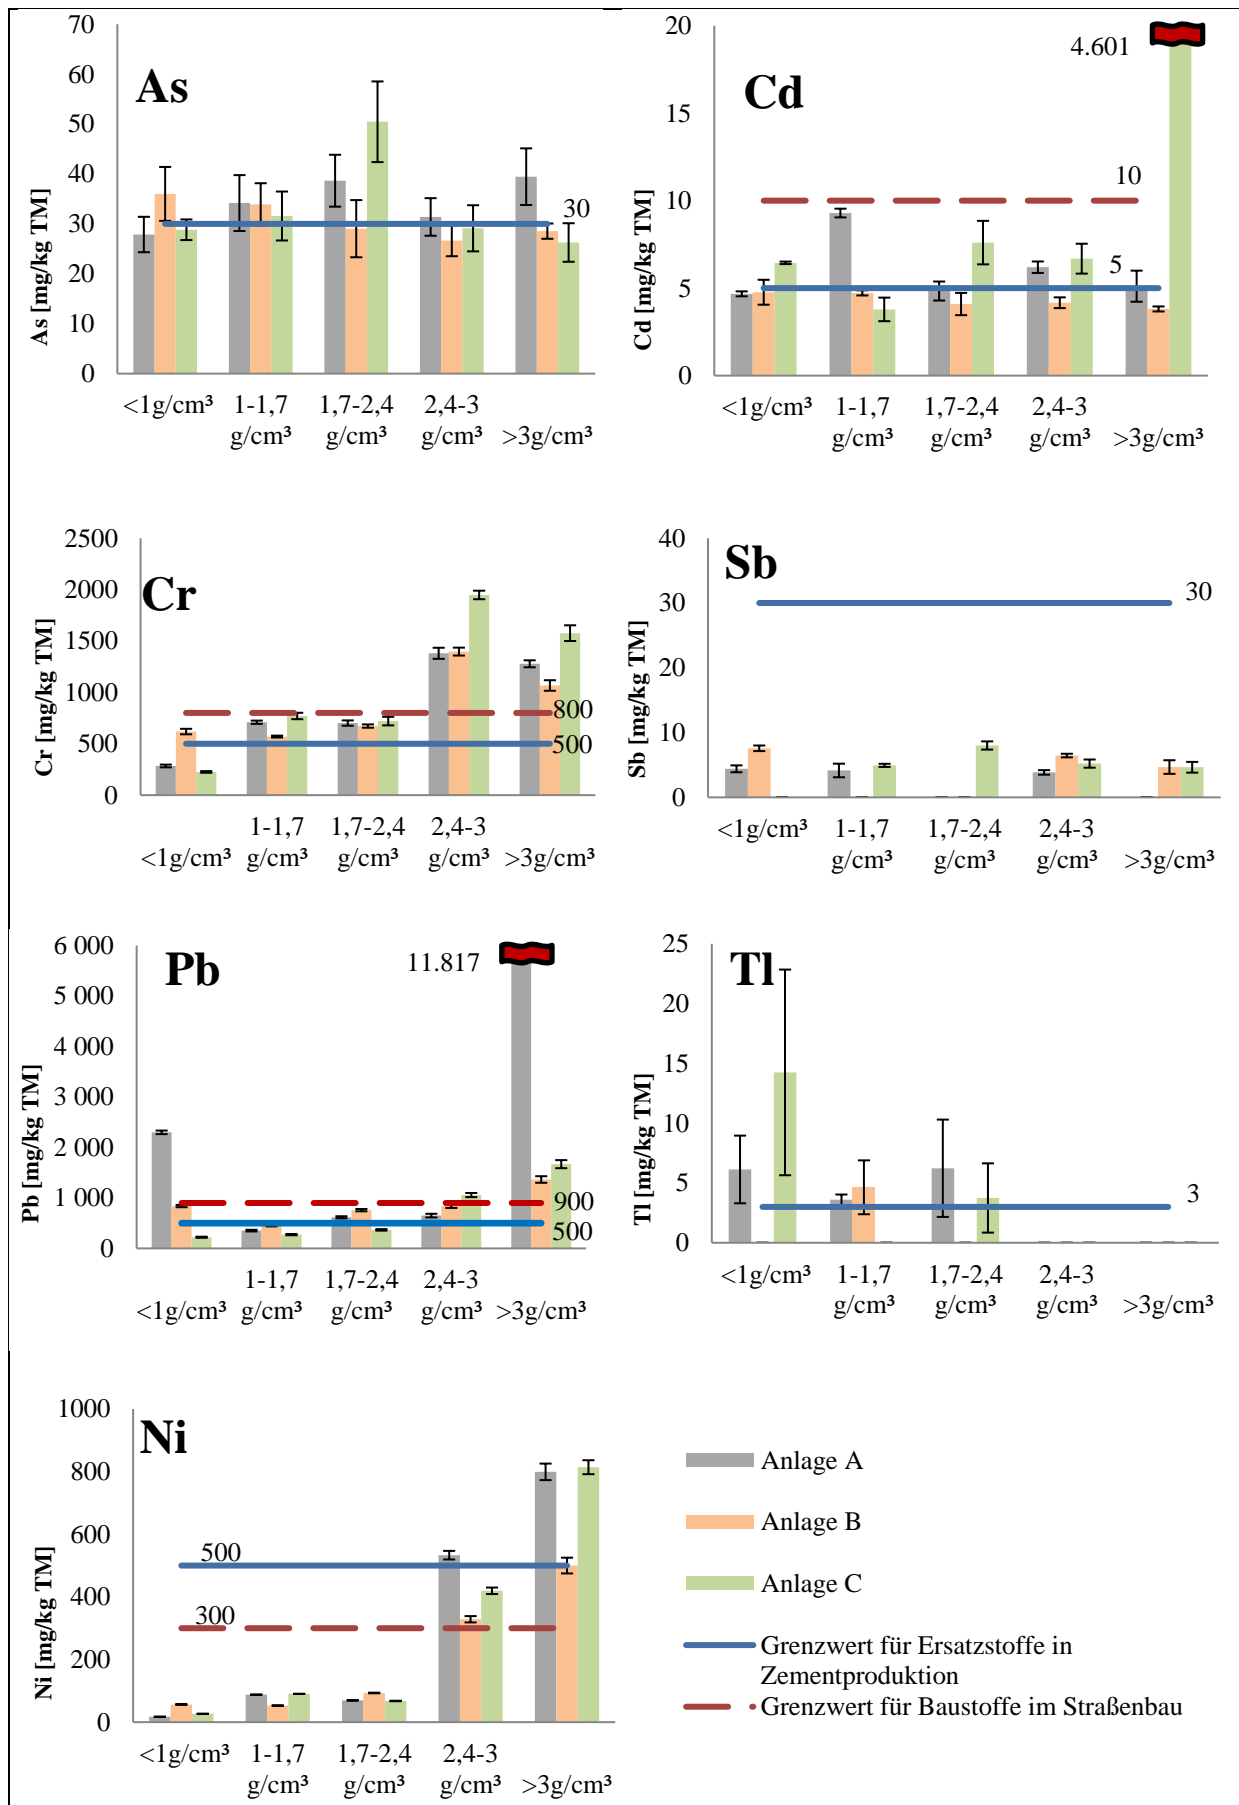 As
As [mg/kg TM]
70
60
50
40
30
20
10
0
30
<1g/cm³
1-1,7 g/cm³
1,7-2,4 g/cm³
2,4-3 g/cm³
>3g/cm³
Cd
Cd [mg/kg TM]
20
15
10
5
0
4.601
10
5
<1g/cm³
1-1,7 g/cm³
1,7-2,4 g/cm³
2,4-3 g/cm³
>3g/cm³
Cr
Cr [mg/kg TM]
2500
2000
1500
1000
500
0
800
500
<1g/cm³
1-1,7 g/cm³
1,7-2,4 g/cm³
2,4-3 g/cm³
>3g/cm³
Sb
Sb [mg/kg TM]
40
30
20
10
0
30
<1g/cm³
1-1,7 g/cm³
1,7-2,4 g/cm³
2,4-3 g/cm³
>3g/cm³
Pb
Pb [mg/kg TM]
6 000
5 000
4 000
3 000
2 000
1 000
0
11.817
900
500
<1g/cm³
1-1,7 g/cm³
1,7-2,4 g/cm³
2,4-3 g/cm³
>3g/cm³
Tl
Tl [mg/kg TM]
25
20
15
10
5
0
3
<1g/cm³
1-1,7 g/cm³
1,7-2,4 g/cm³
2,4-3 g/cm³
>3g/cm³
Ni
Ni [mg/kg TM]
1000
800
600
400
200
0
500
300
<1g/cm³
1-1,7 g/cm³
1,7-2,4 g/cm³
2,4-3 g/cm³
>3g/cm³
Anlage A
Anlage B
Anlage C
Grenzwert für Ersatzstoffe in
Zementproduktion
Grenzwert für Baustoffe im Straßenbau